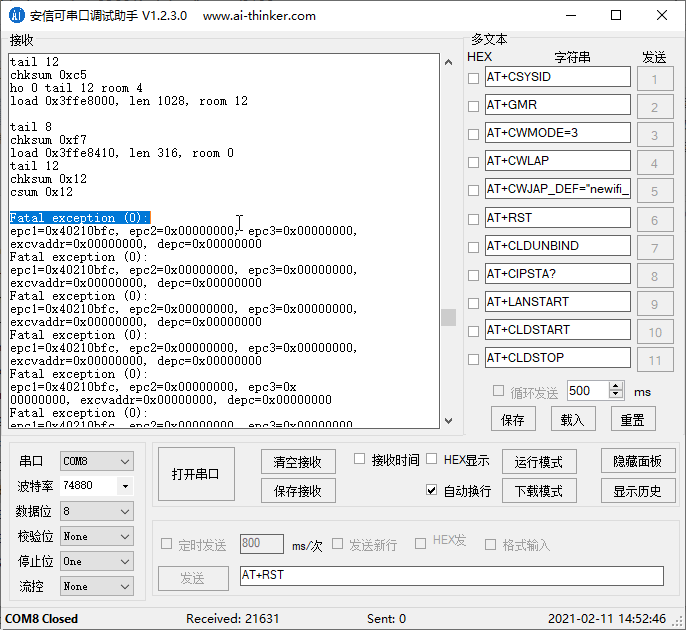 安信可串口调试助手 V1.2.3.0 www.ai-thinker.com
接收
tail 12
chksum 0xc5
ho 0 tail 12 room 4
load 0x3ffe8000, len 1028, room 12
tail 8
chksum 0xf7
load 0x3ffe8410, len 316, room 0
tail 12
chksum 0x12
csum 0x12
Fatal exception (0):
epc1=0x40210bfc, epc2=0x00000000, epc3=0x00000000,
excvaddr=0x00000000, depc=0x00000000
Fatal exception (0):
epc1=0x40210bfc, epc2=0x00000000, epc3=0x00000000,
excvaddr=0x00000000, depc=0x00000000
Fatal exception (0):
epc1=0x40210bfc, epc2=0x00000000, epc3=0x00000000,
excvaddr=0x00000000, depc=0x00000000
Fatal exception (0):
epc1=0x40210bfc, epc2=0x00000000, epc3=0x00000000,
excvaddr=0x00000000, depc=0x00000000
Fatal exception (0):
epc1=0x40210bfc, epc2=0x00000000, epc3=0x
00000000, excvaddr=0x00000000, depc=0x00000000
Fatal exception (0):
epc1=0x40210bfc, epc2=0x00000000, epc3=0x00000000,
多文本
HEX 字符串 发送
AT+CSYSID 1
AT+GMR 2
AT+CWMODE=3 3
AT+CWLAP 4
AT+CWJAP_DEF="newifi_ 5
AT+RST 6
AT+CLDUNBIND 7
AT+CIPSTA? 8
AT+LANSTART 9
AT+CLDSTART 10
AT+CLDSTOP 11
循环发送 500 ms
保存 载入 重置
串口 COM8
波特率 74880
数据位 8
校验位 None
停止位 One
流控 None
打开串口
清空接收 接收时间 HEX显示 运行模式 隐藏面板
保存接收 自动换行 下载模式 显示历史
定时发送 800 ms/次 发送新行 HEX发 格式输入
发送 AT+RST
COM8 Closed Received: 21631 Sent: 0 2021-02-11 14:52:46